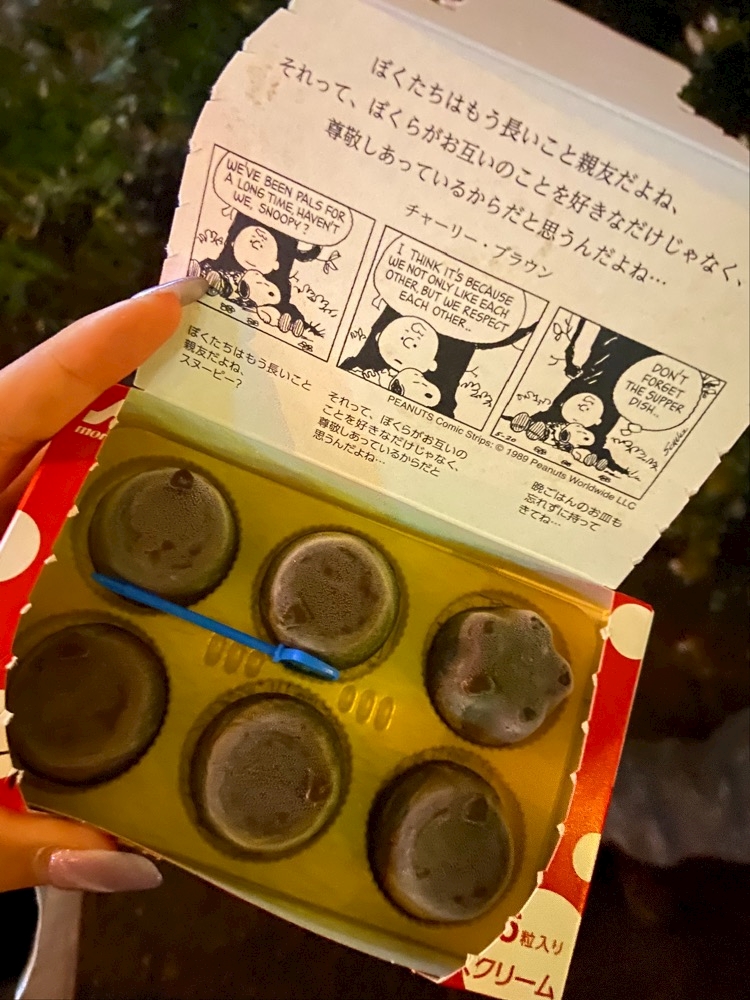 ぼくたちはもう長いこと親友だよね、
それって、ぼくらがお互いのことを好きなだけじゃなく、
尊敬しあっているからだと思うんだよね…
チャーリー・ブラウン
WE'VE BEEN PALS FOR
A LONG TIME, HAVEN'T
WE, SNOOPY?
I THINK IT'S BECAUSE
WE NOT ONLY LIKE EACH
OTHER, BUT WE RESPECT
EACH OTHER..
DON'T
FORGET
THE SUPPER
DISH..
5-20
SCHULZ
ぼくたちはもう長いこと
親友だよね、
スヌーピー?
それって、ぼくらがお互いの
ことを好きなだけじゃなく、
尊敬しあっているからだと
思うんだよね…
PEANUTS Comic Strips: © 1989 Peanuts Worldwide LLC
晩ごはんのお皿も
忘れずに持って
きてね…
6粒入り
スクリーム